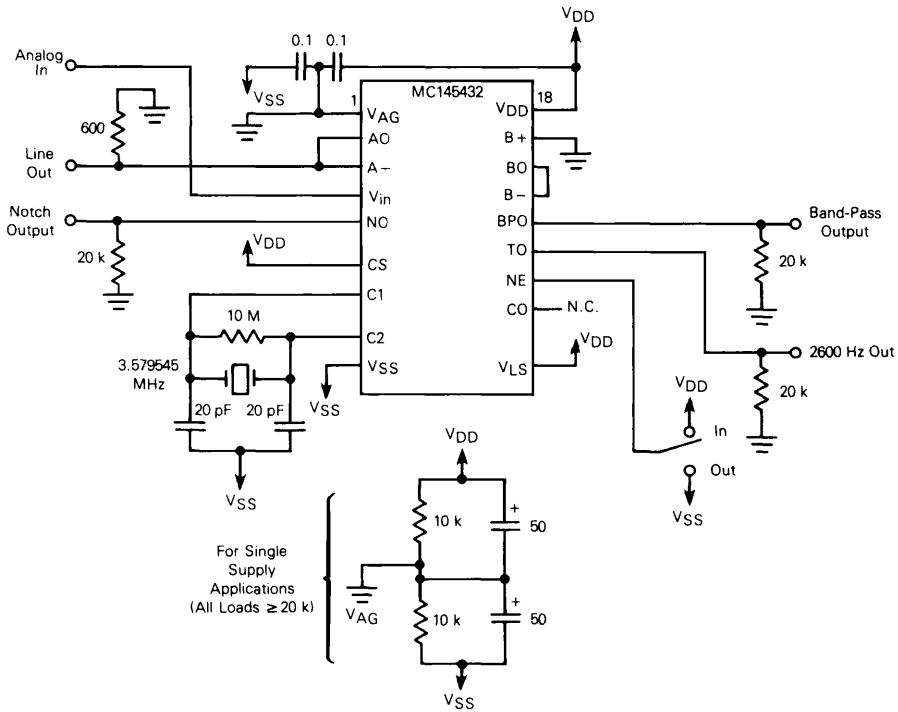 VDD
0.1 0.1
Analog
In
VSS
MC145432
1
18
VAG
VDD
600
AO
B+
Line
Out
A–
BO
Vin
B–
Notch
Output
NO
BPO
Band-Pass
Output
20 k
VDD
CS
TO
20 k
C1
NE
10 M
CO
N.C.
C2
VDD
3.579545
MHz
VSS
VLS
2600 Hz Out
20 pF 20 pF
VSS
VDD
20 k
In
VSS
VDD
Out
VSS
+
10 k
50
For Single
Supply
Applications
(All Loads ≥ 20 k)
VAG
+
10 k
50
VSS